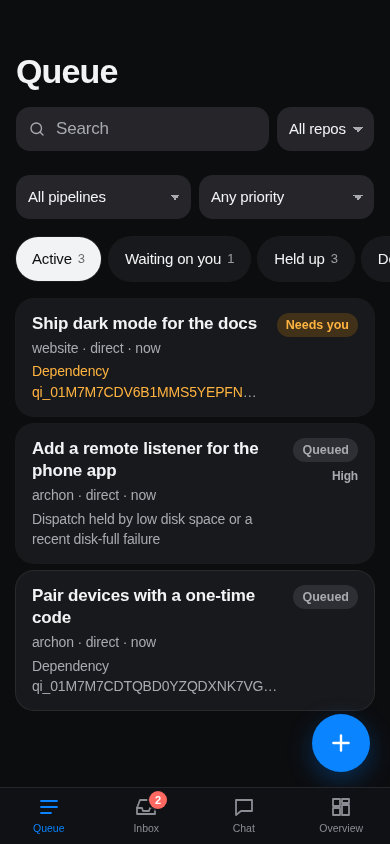 Queue
Search
All repos
All pipelines
Any priority
Active 3
Waiting on you 1
Held up 3
Ship dark mode for the docs
Needs you
website · direct · now
Dependency
qi_01M7M7CDV6B1MMS5YEPFN…
Add a remote listener for the
phone app
Queued
High
archon · direct · now
Dispatch held by low disk space or a
recent disk-full failure
Pair devices with a one-time
code
Queued
archon · direct · now
Dependency
qi_01M7M7CDTQBD0YZQDXNK7VG…
2
Queue
Inbox
Chat
Overview